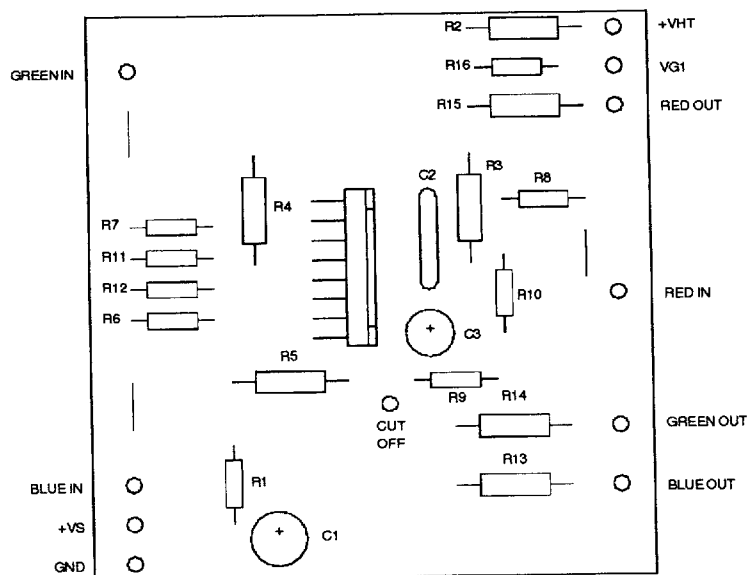 R2
+VHT
GREEN IN
R16
VG1
R15
RED OUT
C2
R3
R8
R4
R7
R11
R12
R10
RED IN
R6
C3
R5
R9
R14
CUT
OFF
GREEN OUT
R13
BLUE IN
R1
BLUE OUT
+VS
C1
GND